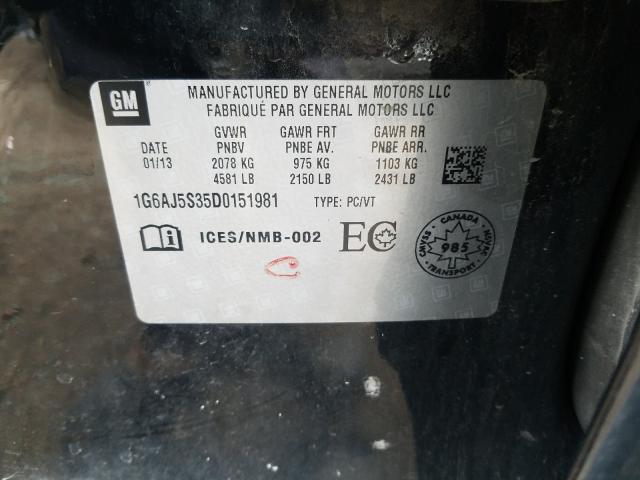 GM
MANUFACTURED BY GENERAL MOTORS LLC
FABRIQUÉ PAR GENERAL MOTORS LLC
GVWR GAWR FRT GAWR RR
DATE PNBV PNBE AV. PNBE ARR.
01/13 2078 KG 975 KG 1103 KG
4581 LB 2150 LB 2431 LB
1G6AJ5S35D0151981 TYPE: PC/VT
ICES/NMB-002 EC
CANADA
CMVSS 985 NSVAC
TRANSPORT